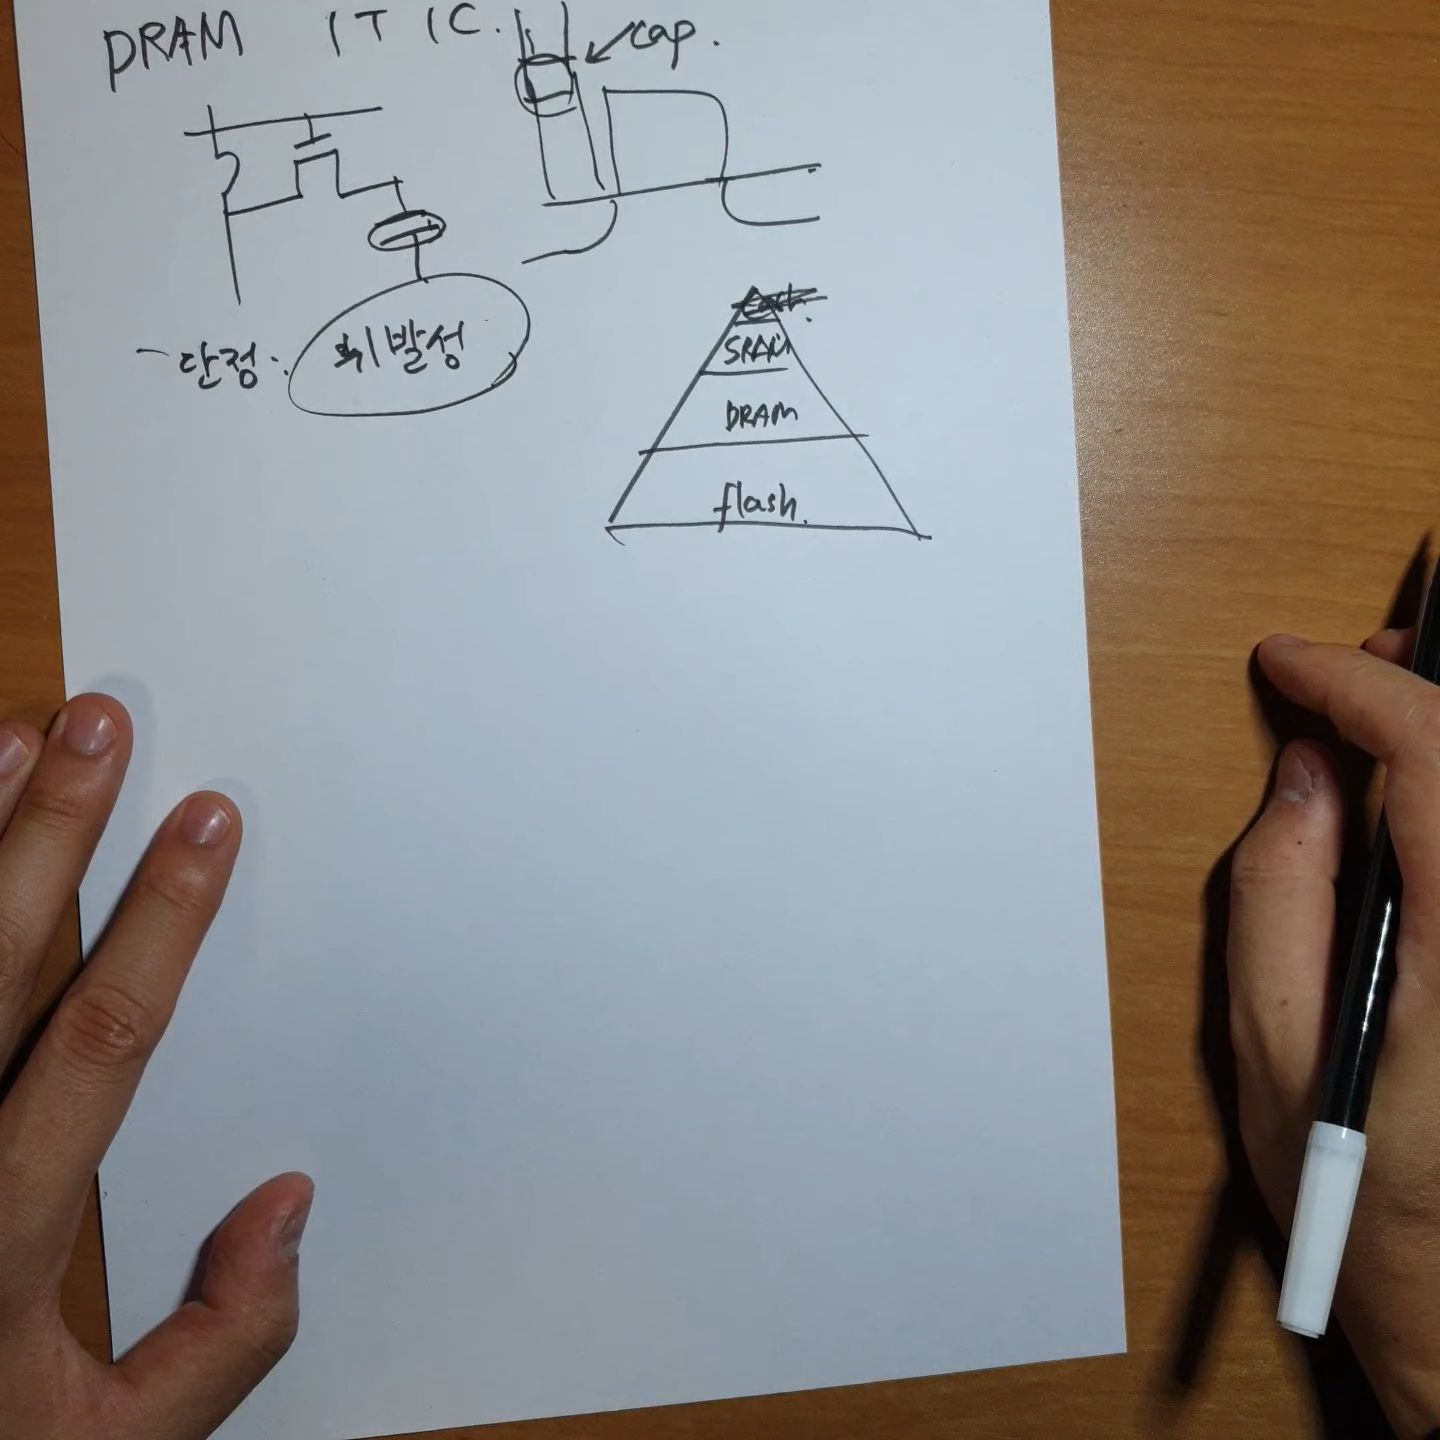 DRAM 1T 1C.
cap.
- 단점. 휘발성
SRAM
DRAM
flash.